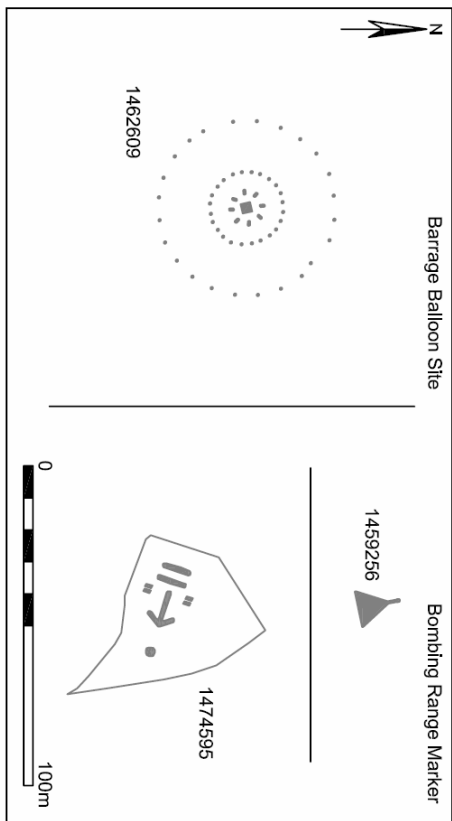 N
Barrage Balloon Site
1462609
Bombing Range Marker
1459256
1474595
0
100m